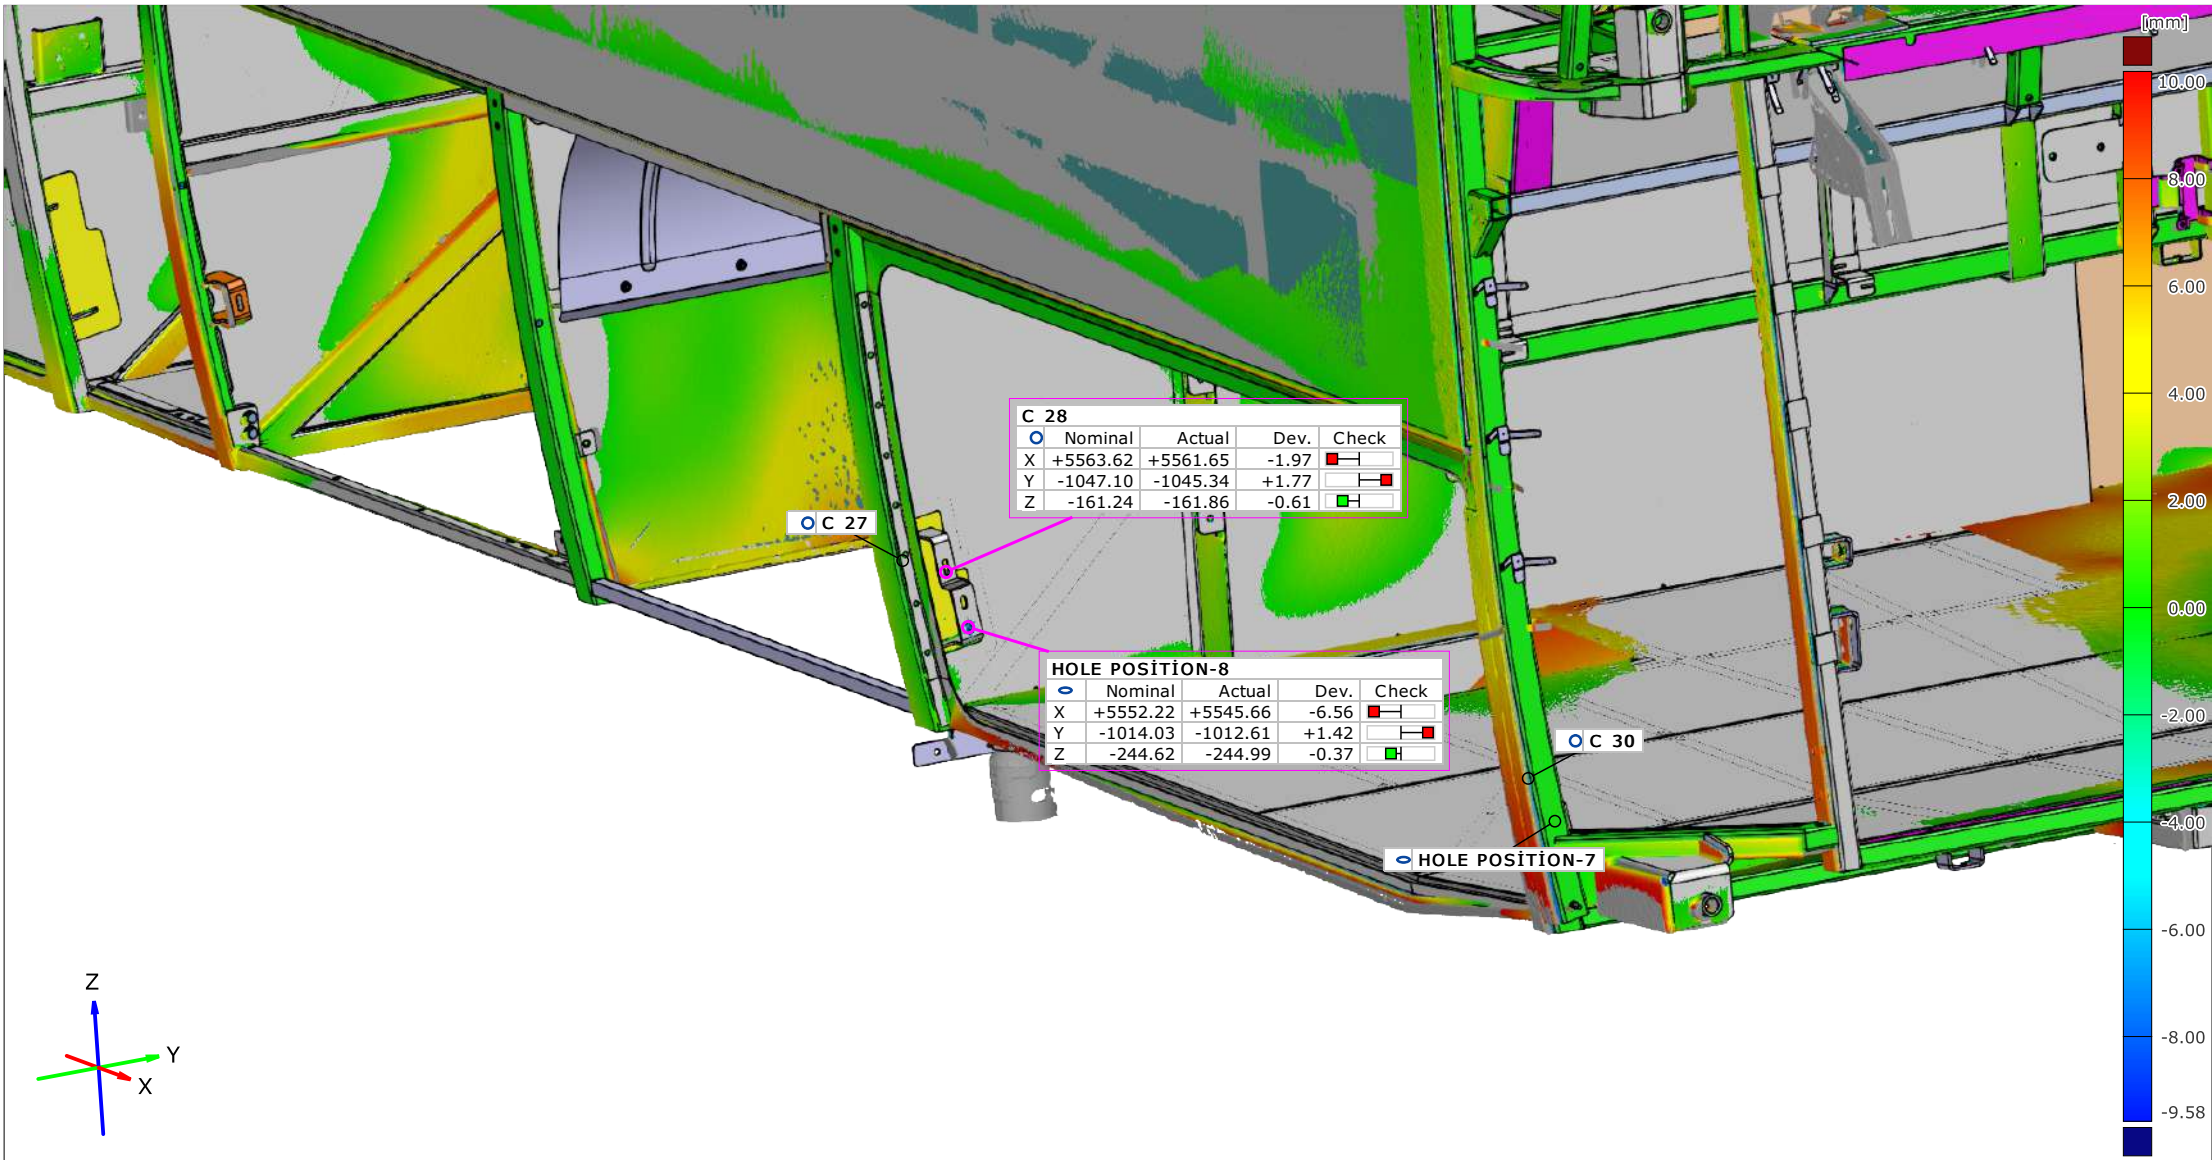 [mm]
10.00
8.00
6.00
4.00
2.00
0.00
-2.00
-4.00
-6.00
-8.00
-9.58
C 28
Nominal Actual Dev. Check
X +5563.62 +5561.65 -1.97
Y -1047.10 -1045.34 +1.77
Z -161.24 -161.86 -0.61
C 27
HOLE POSİTİON-8
Nominal Actual Dev. Check
X +5552.22 +5545.66 -6.56
Y -1014.03 -1012.61 +1.42
Z -244.62 -244.99 -0.37
C 30
HOLE POSİTİON-7
Z
Y
X